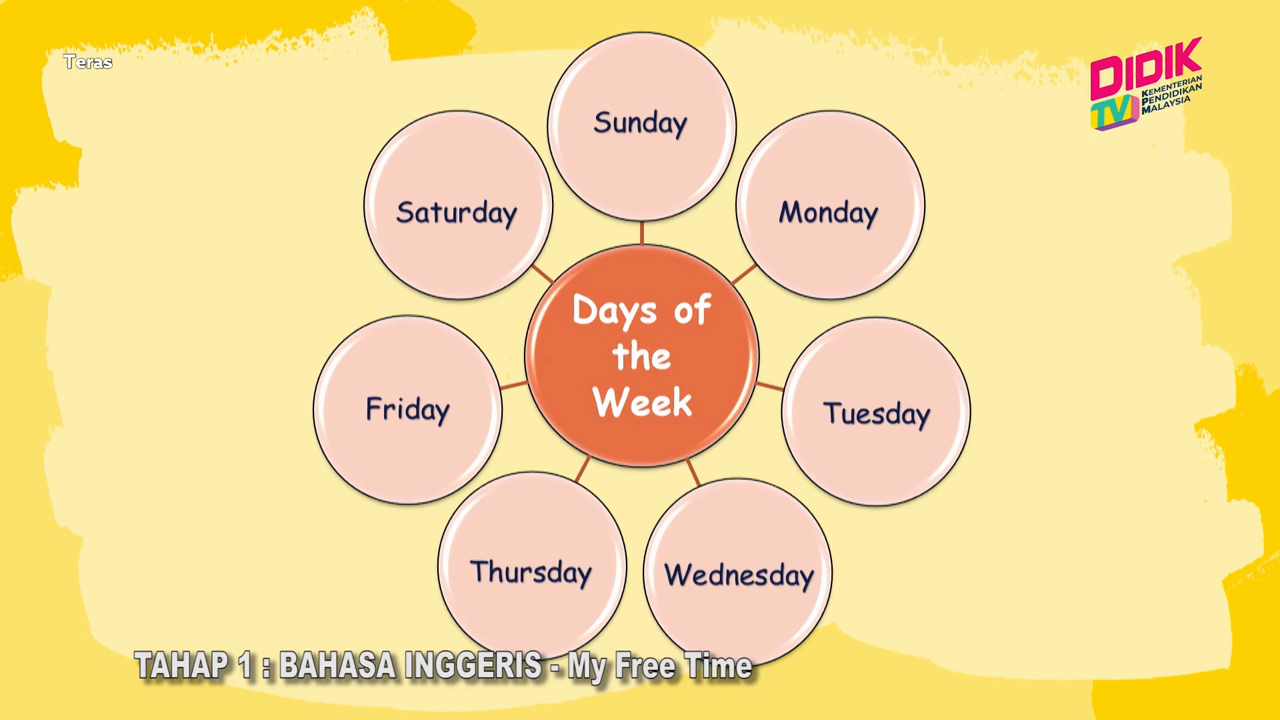 Teras
DIDIK
TV
KEMENTERIAN
PENDIDIKAN
MALAYSIA
Sunday
Monday
Tuesday
Wednesday
Thursday
Friday
Saturday
Days of
the
Week
TAHAP 1 : BAHASA INGGERIS - My Free Time